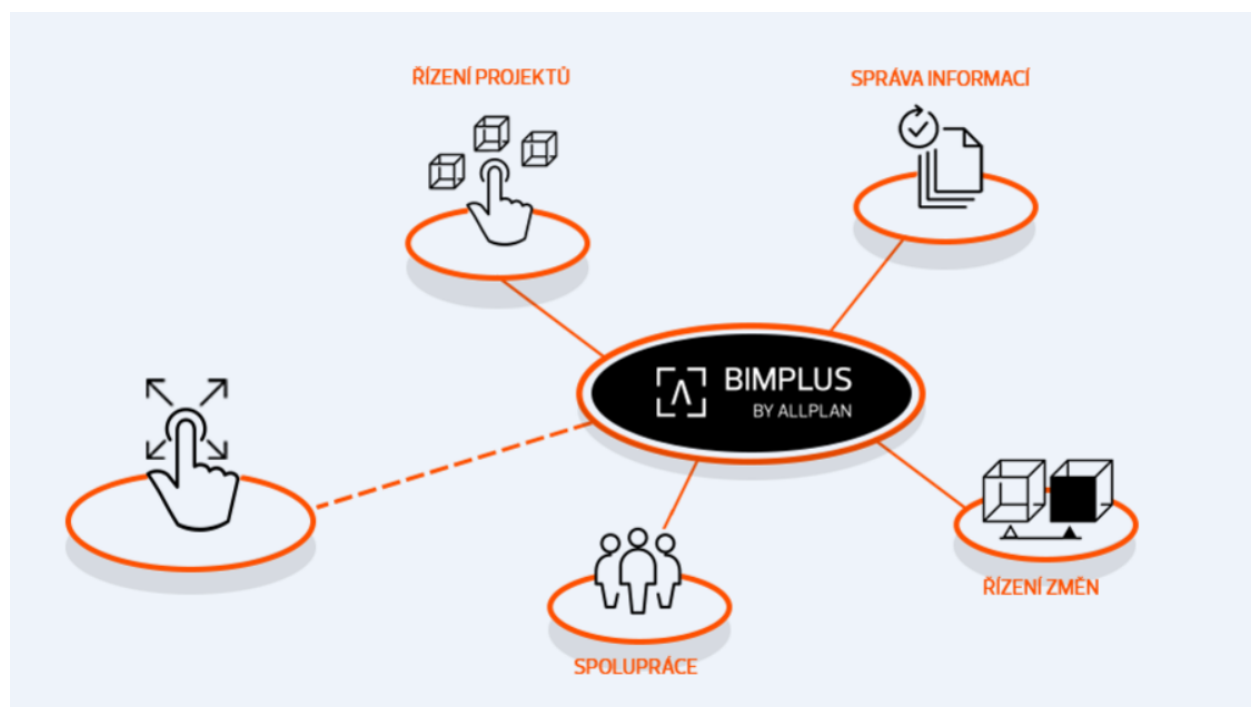 ŘÍZENÍ PROJEKTŮ
SPRÁVA INFORMACÍ
BIMPLUS
BY ALLPLAN
ŘÍZENÍ ZMĚN
SPOLUPRÁCE